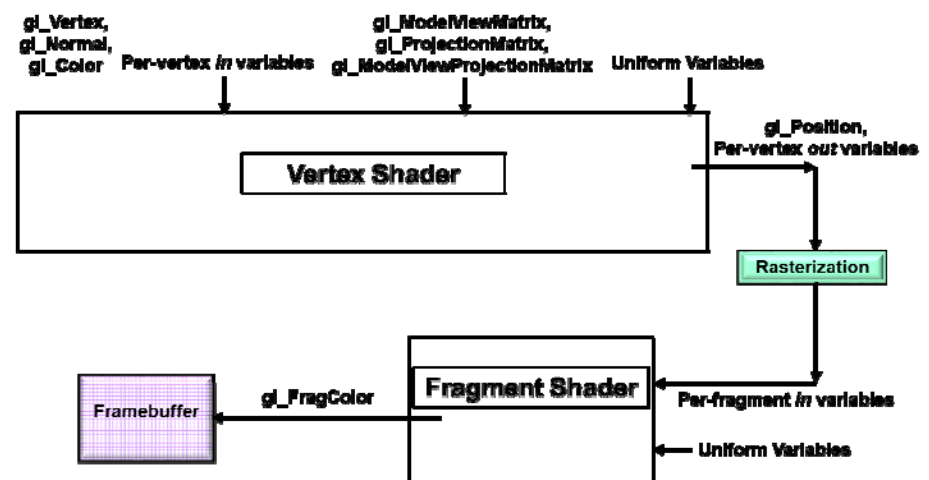 gl_Vertex,
gl_Normal,
gl_Color
Per-vertex in variables
gl_ModelViewMatrix,
gl_ProjectionMatrix,
gl_ModelViewProjectionMatrix
Uniform Variables
Vertex Shader
gl_Position,
Per-vertex out variables
Rasterization
Fragment Shader
Per-fragment in variables
gl_FragColor
Framebuffer
Uniform Variables